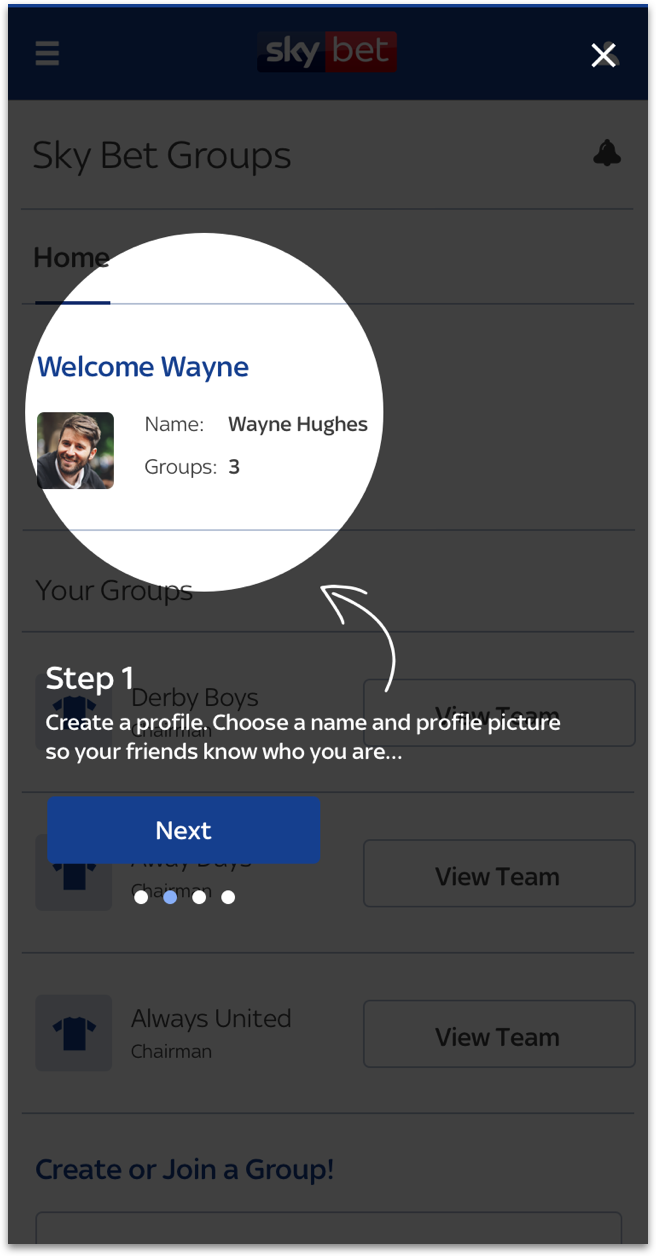 sky bet
Sky Bet Groups
Home
Welcome Wayne
Name: Wayne Hughes
Groups: 3
Your Groups
Step 1
Derby Boys
Chairman
View Team
Create a profile. Choose a name and profile picture
so your friends know who you are...
Next
Away Days
Chairman
View Team
Always United
Chairman
View Team
Create or Join a Group!